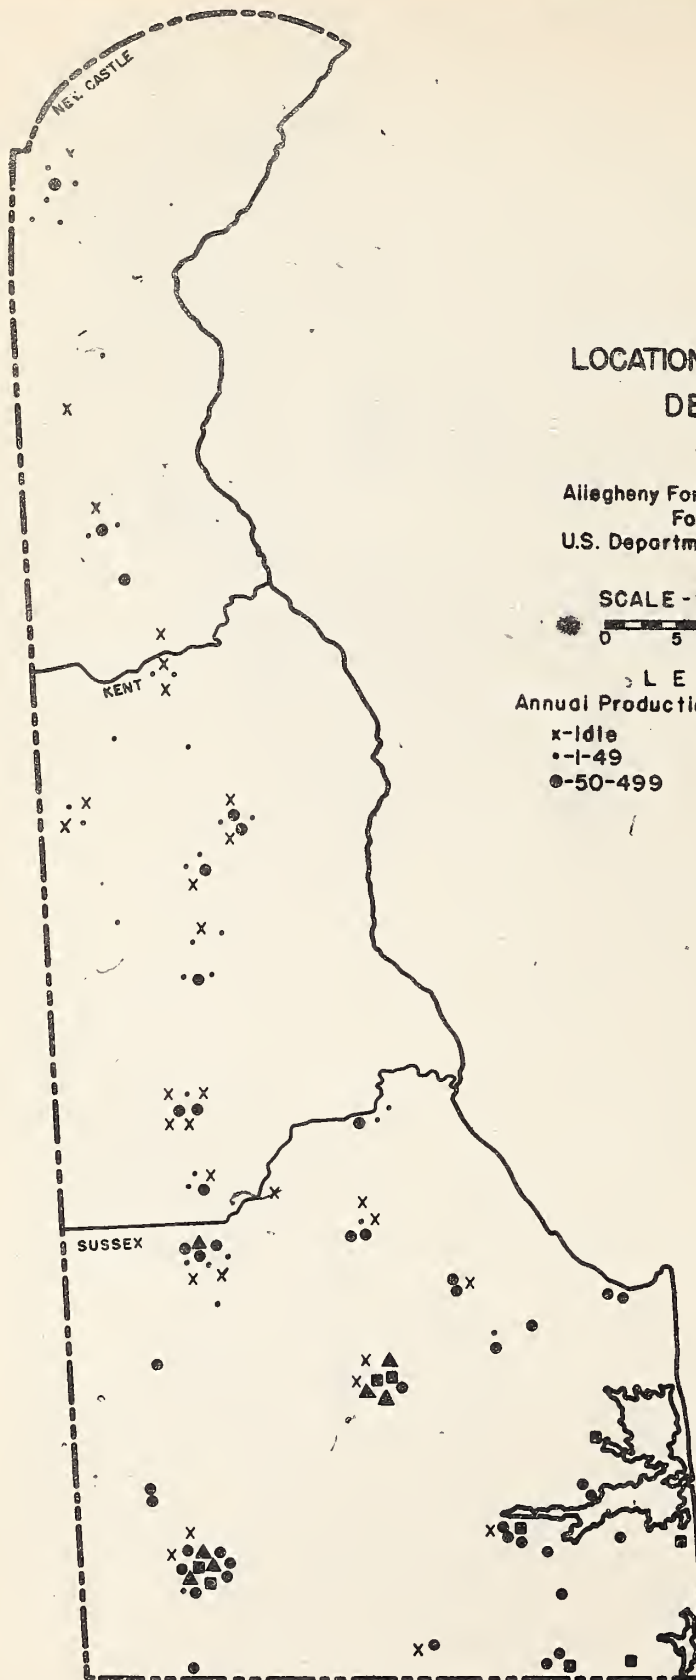 NEW CASTLE
LOCATION
DE
Allegheny For
Fo
U.S. Departm
SCALE -
0 5
L E
Annual Producti
x-Idle
•-1-49
●-50-499
KENT
SUSSEX